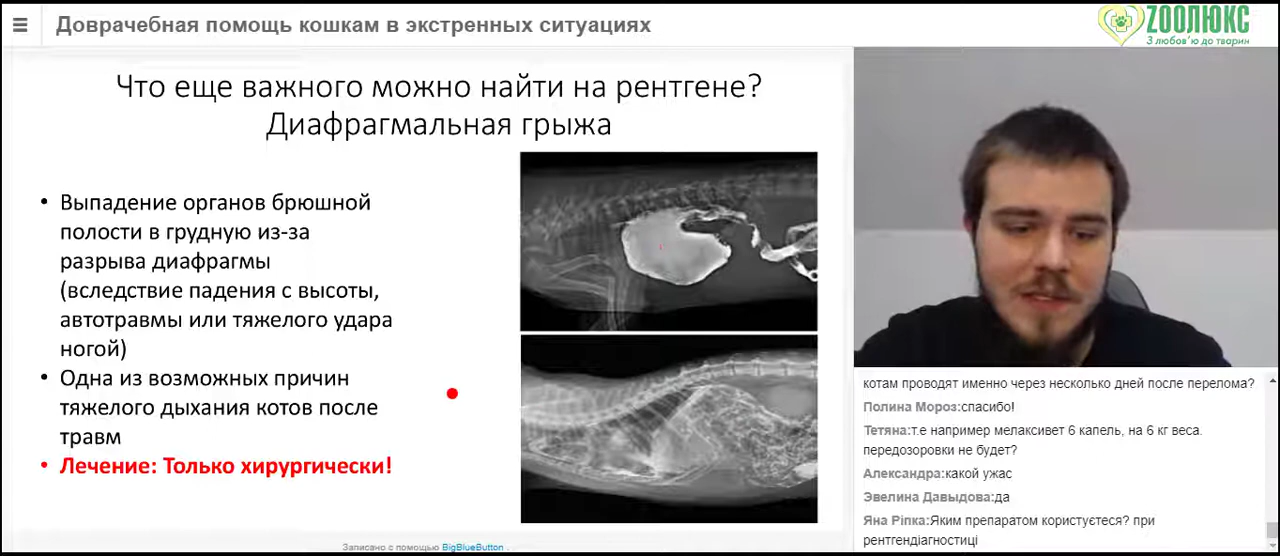 Доврачебная помощь кошкам в экстренных ситуациях
ZOOЛЮКС
З любов'ю до тварин
Что еще важного можно найти на рентгене?
Диафрагмальная грыжа
• Выпадение органов брюшной
полости в грудную из-за
разрыва диафрагмы
(вследствие падения с высоты,
автотравмы или тяжелого удара
ногой)
• Одна из возможных причин
тяжелого дыхания котов после
травм
• Лечение: Только хирургически!
Записано с помощью BigBlueButton .
котам проводят именно через несколько дней после перелома?
Полина Мороз:спасибо!
Тетяна:т.е например мелаксивет 6 капель, на 6 кг веса.
передозоровки не будет?
Александра:какой ужас
Эвелина Давыдова:да
Яна Ріпка:Яким препаратом користуєтеся? при
рентгендіагностиці